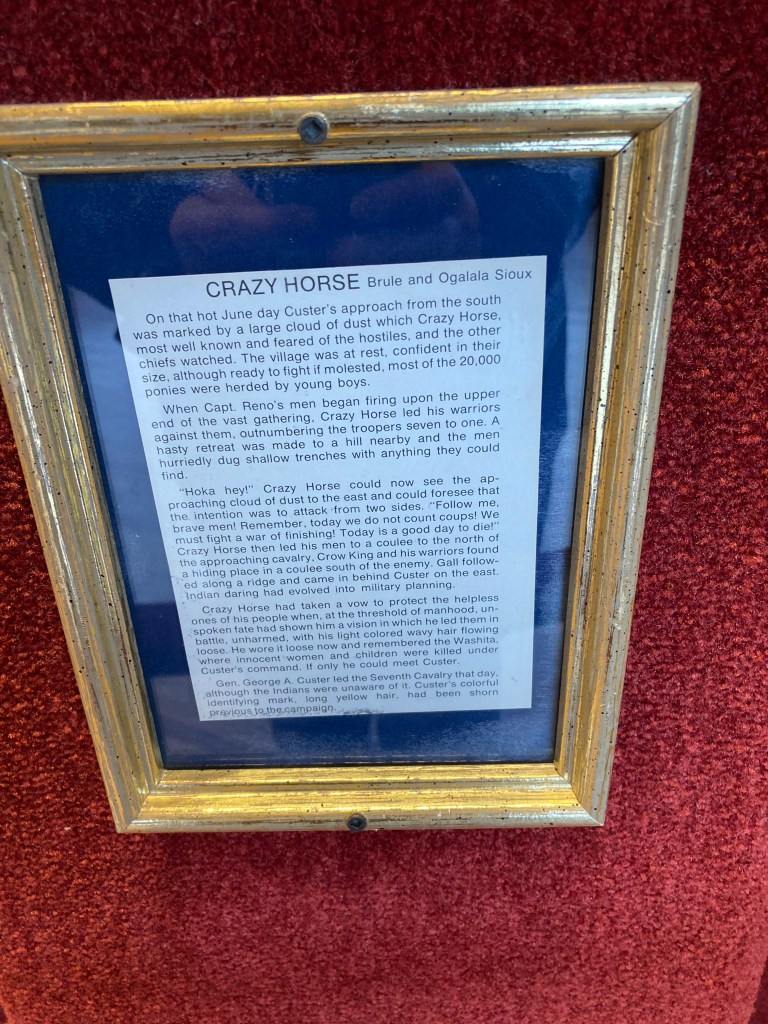 CRAZY HORSE Brule and Ogalala Sioux
On that hot June day Custer's approach from the south
was marked by a large cloud of dust which Crazy Horse,
most well known and feared of the hostiles, and the other
chiefs watched. The village was at rest, confident in their
size, although ready to fight if molested, most of the 20,000
ponies were herded by young boys.
When Capt. Reno's men began firing upon the upper
end of the vast gathering, Crazy Horse led his warriors
against them, outnumbering the troopers seven to one. A
hasty retreat was made to a hill nearby and the men
hurriedly dug shallow trenches with anything they could
find.
"Hoka hey!" Crazy Horse could now see the ap-
proaching cloud of dust to the east and could foresee that
the intention was to attack from two sides. "Follow me,
brave men! Remember, today we do not count coups! We
must fight a war of finishing! Today is a good day to die!"
Crazy Horse then led his men to a coulee to the north of
the approaching cavalry, Crow King and his warriors found
a hiding place in a coulee south of the enemy. Gall follow-
ed along a ridge and came in behind Custer on the east.
Indian daring had evolved into military planning.
Crazy Horse had taken a vow to protect the helpless
ones of his people when, at the threshold of manhood, un-
spoken fate had shown him a vision in which he led them in
battle, unharmed, with his light colored wavy hair flowing
loose. He wore it loose now and remembered the Washita,
where innocent women and children were killed under
Custer's command. If only he could meet Custer.
Gen. George A. Custer led the Seventh Cavalry that day,
although the Indians were unaware of it. Custer's colorful
identifying mark, long yellow hair, had been shorn
previous to the campaign.